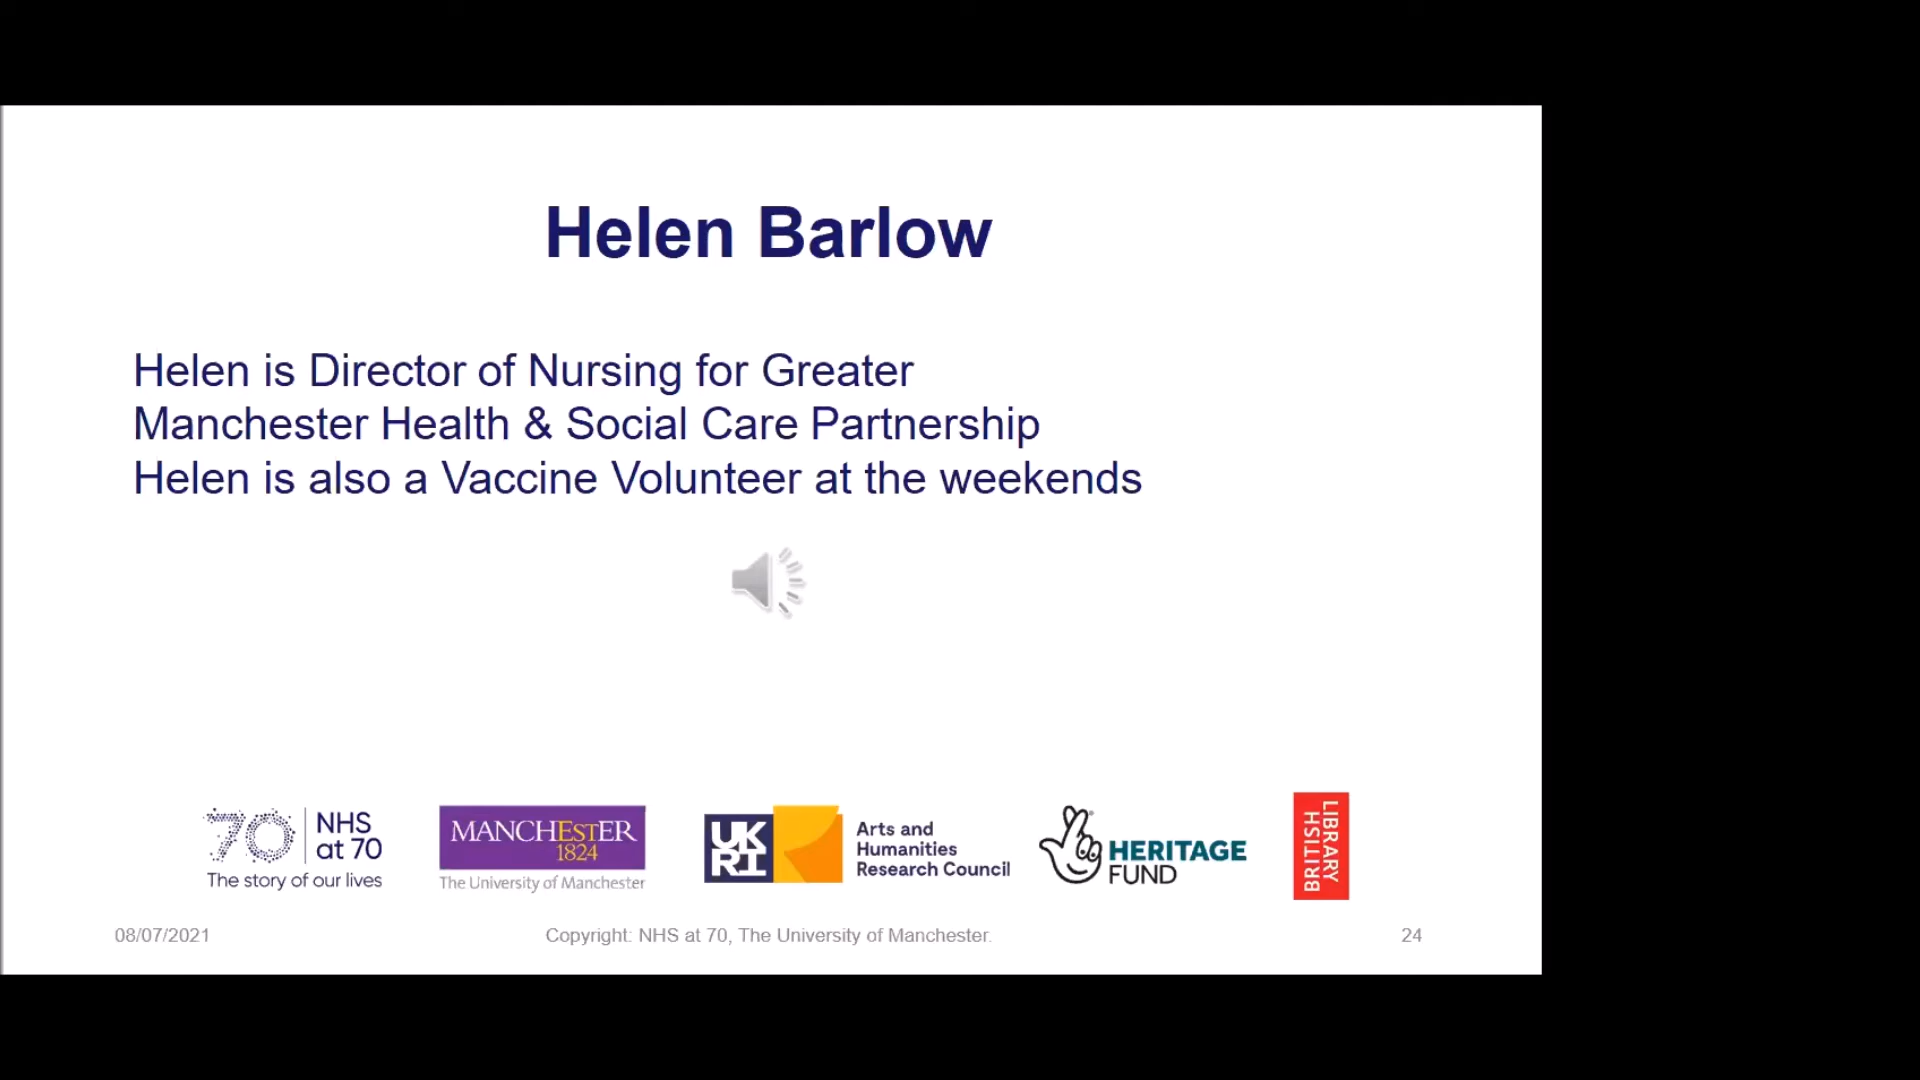 Helen Barlow
Helen is Director of Nursing for Greater
Manchester Health & Social Care Partnership
Helen is also a Vaccine Volunteer at the weekends
70
NHS
at 70
The story of our lives
MANCHESTER
1824
The University of Manchester
UK
RI
Arts and
Humanities
Research Council
HERITAGE
FUND
BRITISH
LIBRARY
08/07/2021
Copyright: NHS at 70, The University of Manchester.
24